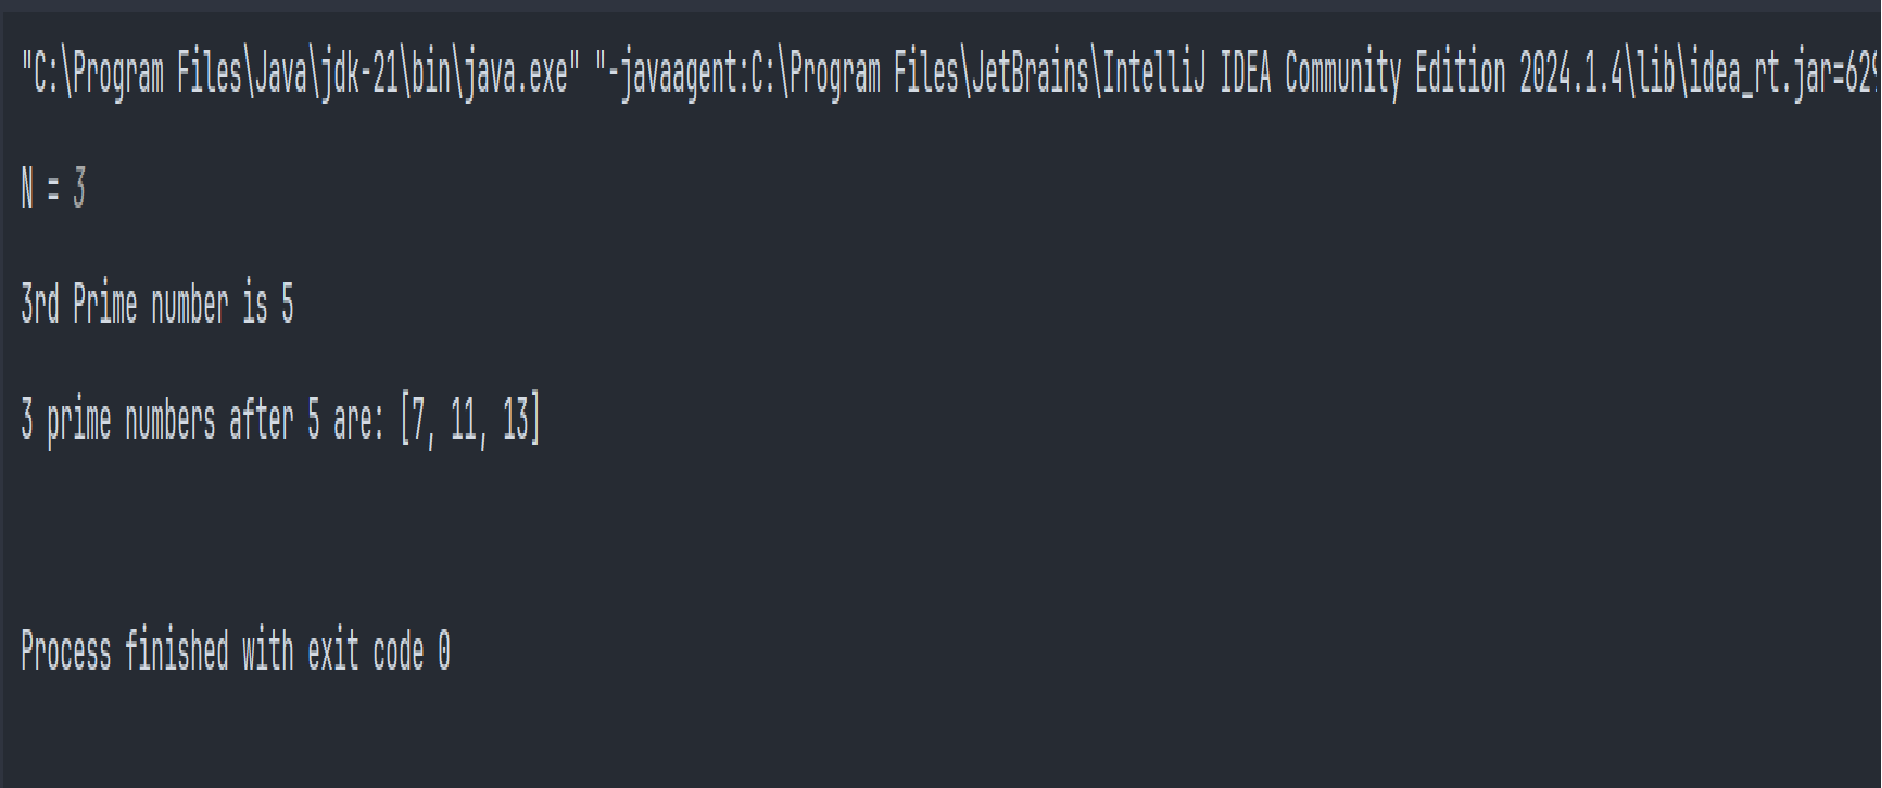 "C:\Program Files\Java\jdk-21\bin\java.exe" "-javaagent:C:\Program Files\JetBrains\IntelliJ IDEA Community Edition 2024.1.4\lib\idea_rt.jar=629
N = 3
3rd Prime number is 5
3 prime numbers after 5 are: [7, 11, 13]
Process finished with exit code 0